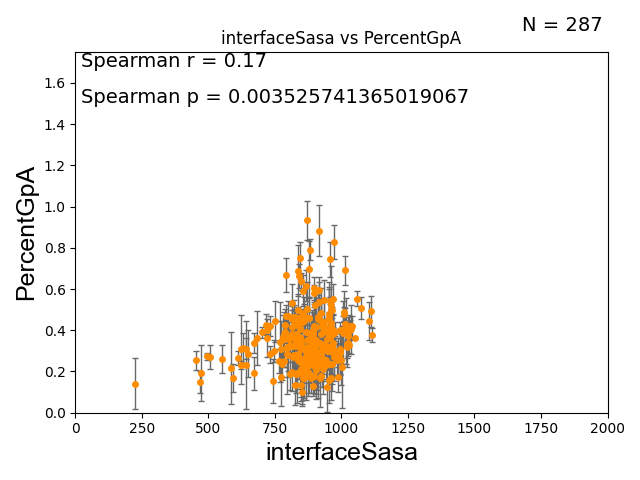 N = 287
interfaceSasa vs PercentGpA
Spearman r = 0.17
Spearman p = 0.003525741365019067
1.6
1.4
1.2
1.0
0.8
0.6
0.4
0.2
0.0
PercentGpA
0 250 500 750 1000 1250 1500 1750 2000
interfaceSasa